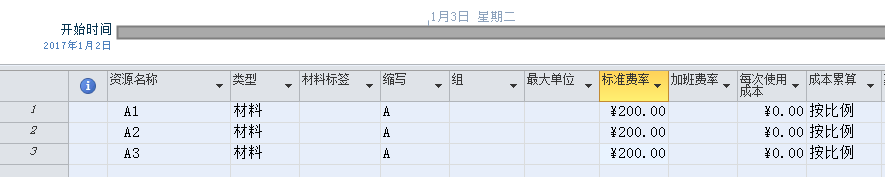 1月3日 星期二
开始时间
2017年1月2日
资源名称 类型 材料标签 缩写 组 最大单位 标准费率 加班费率 每次使用成本 成本累算
1 A1 材料 A ¥200.00 ¥0.00 按比例
2 A2 材料 A ¥200.00 ¥0.00 按比例
3 A3 材料 A ¥200.00 ¥0.00 按比例